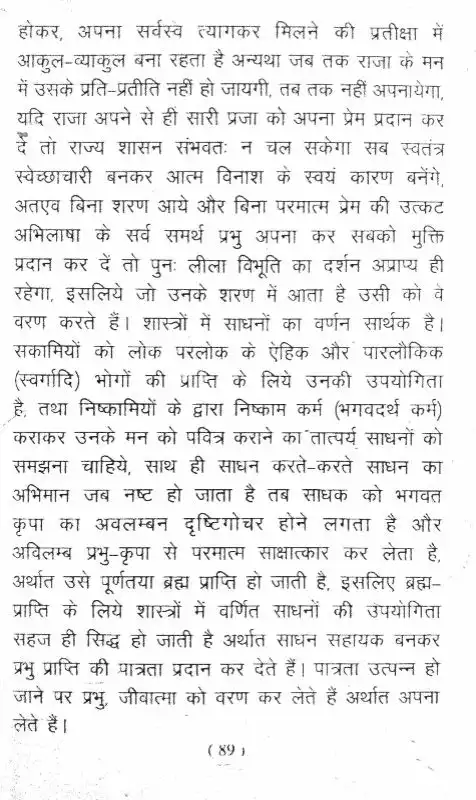 होकर, अपना सर्वस्व त्यागकर मिलने की प्रतीक्षा में
आकुल-व्याकुल बना रहता है अन्यथा जब तक राजा के मन
में उसके प्रति-प्रतीति नहीं हो जायगी, तब तक नहीं अपनायेगा,
यदि राजा अपने से ही सारी प्रजा को अपना प्रेम प्रदान कर
दें तो राज्य शासन संभवतः न चल सकेगा सब स्वतंत्र
स्वेच्छाचारी बनकर आत्म विनाश के स्वयं कारण बनेंगे,
अतएव बिना शरण आये और बिना परमात्म प्रेम की उत्कट
अभिलाषा के सर्व समर्थ प्रभु अपना कर सबको मुक्ति
प्रदान कर दें तो पुनः लीला विभूति का दर्शन अप्राप्य ही
रहेगा, इसलिये जो उनके शरण में आता है उसी को वे
वरण करते हैं। शास्त्रों में साधनों का वर्णन सार्थक है।
सकामियों को लोक परलोक के ऐहिक और पारलौकिक
(स्वर्गादि) भोगों की प्राप्ति के लिये उनकी उपयोगिता
है, तथा निष्कामियों के द्वारा निष्काम कर्म (भगवदर्थ कर्म)
कराकर उनके मन को पवित्र कराने का तात्पर्य साधनों को
समझना चाहिये, साथ ही साधन करते-करते साधन का
अभिमान जब नष्ट हो जाता है तब साधक को भगवत
कृपा का अवलम्बन दृष्टिगोचर होने लगता है और
अविलम्ब प्रभु-कृपा से परमात्म साक्षात्कार कर लेता है,
अर्थात उसे पूर्णतया ब्रह्म प्राप्ति हो जाती है, इसलिए ब्रह्म-
प्राप्ति के लिये शास्त्रों में वर्णित साधनों की उपयोगिता
सहज ही सिद्ध हो जाती है अर्थात साधन सहायक बनकर
प्रभु प्राप्ति की पात्रता प्रदान कर देते हैं। पात्रता उत्पन्न हो
जाने पर प्रभु, जीवात्मा को वरण कर लेते हैं अर्थात अपना
लेते हैं।
( 89 )